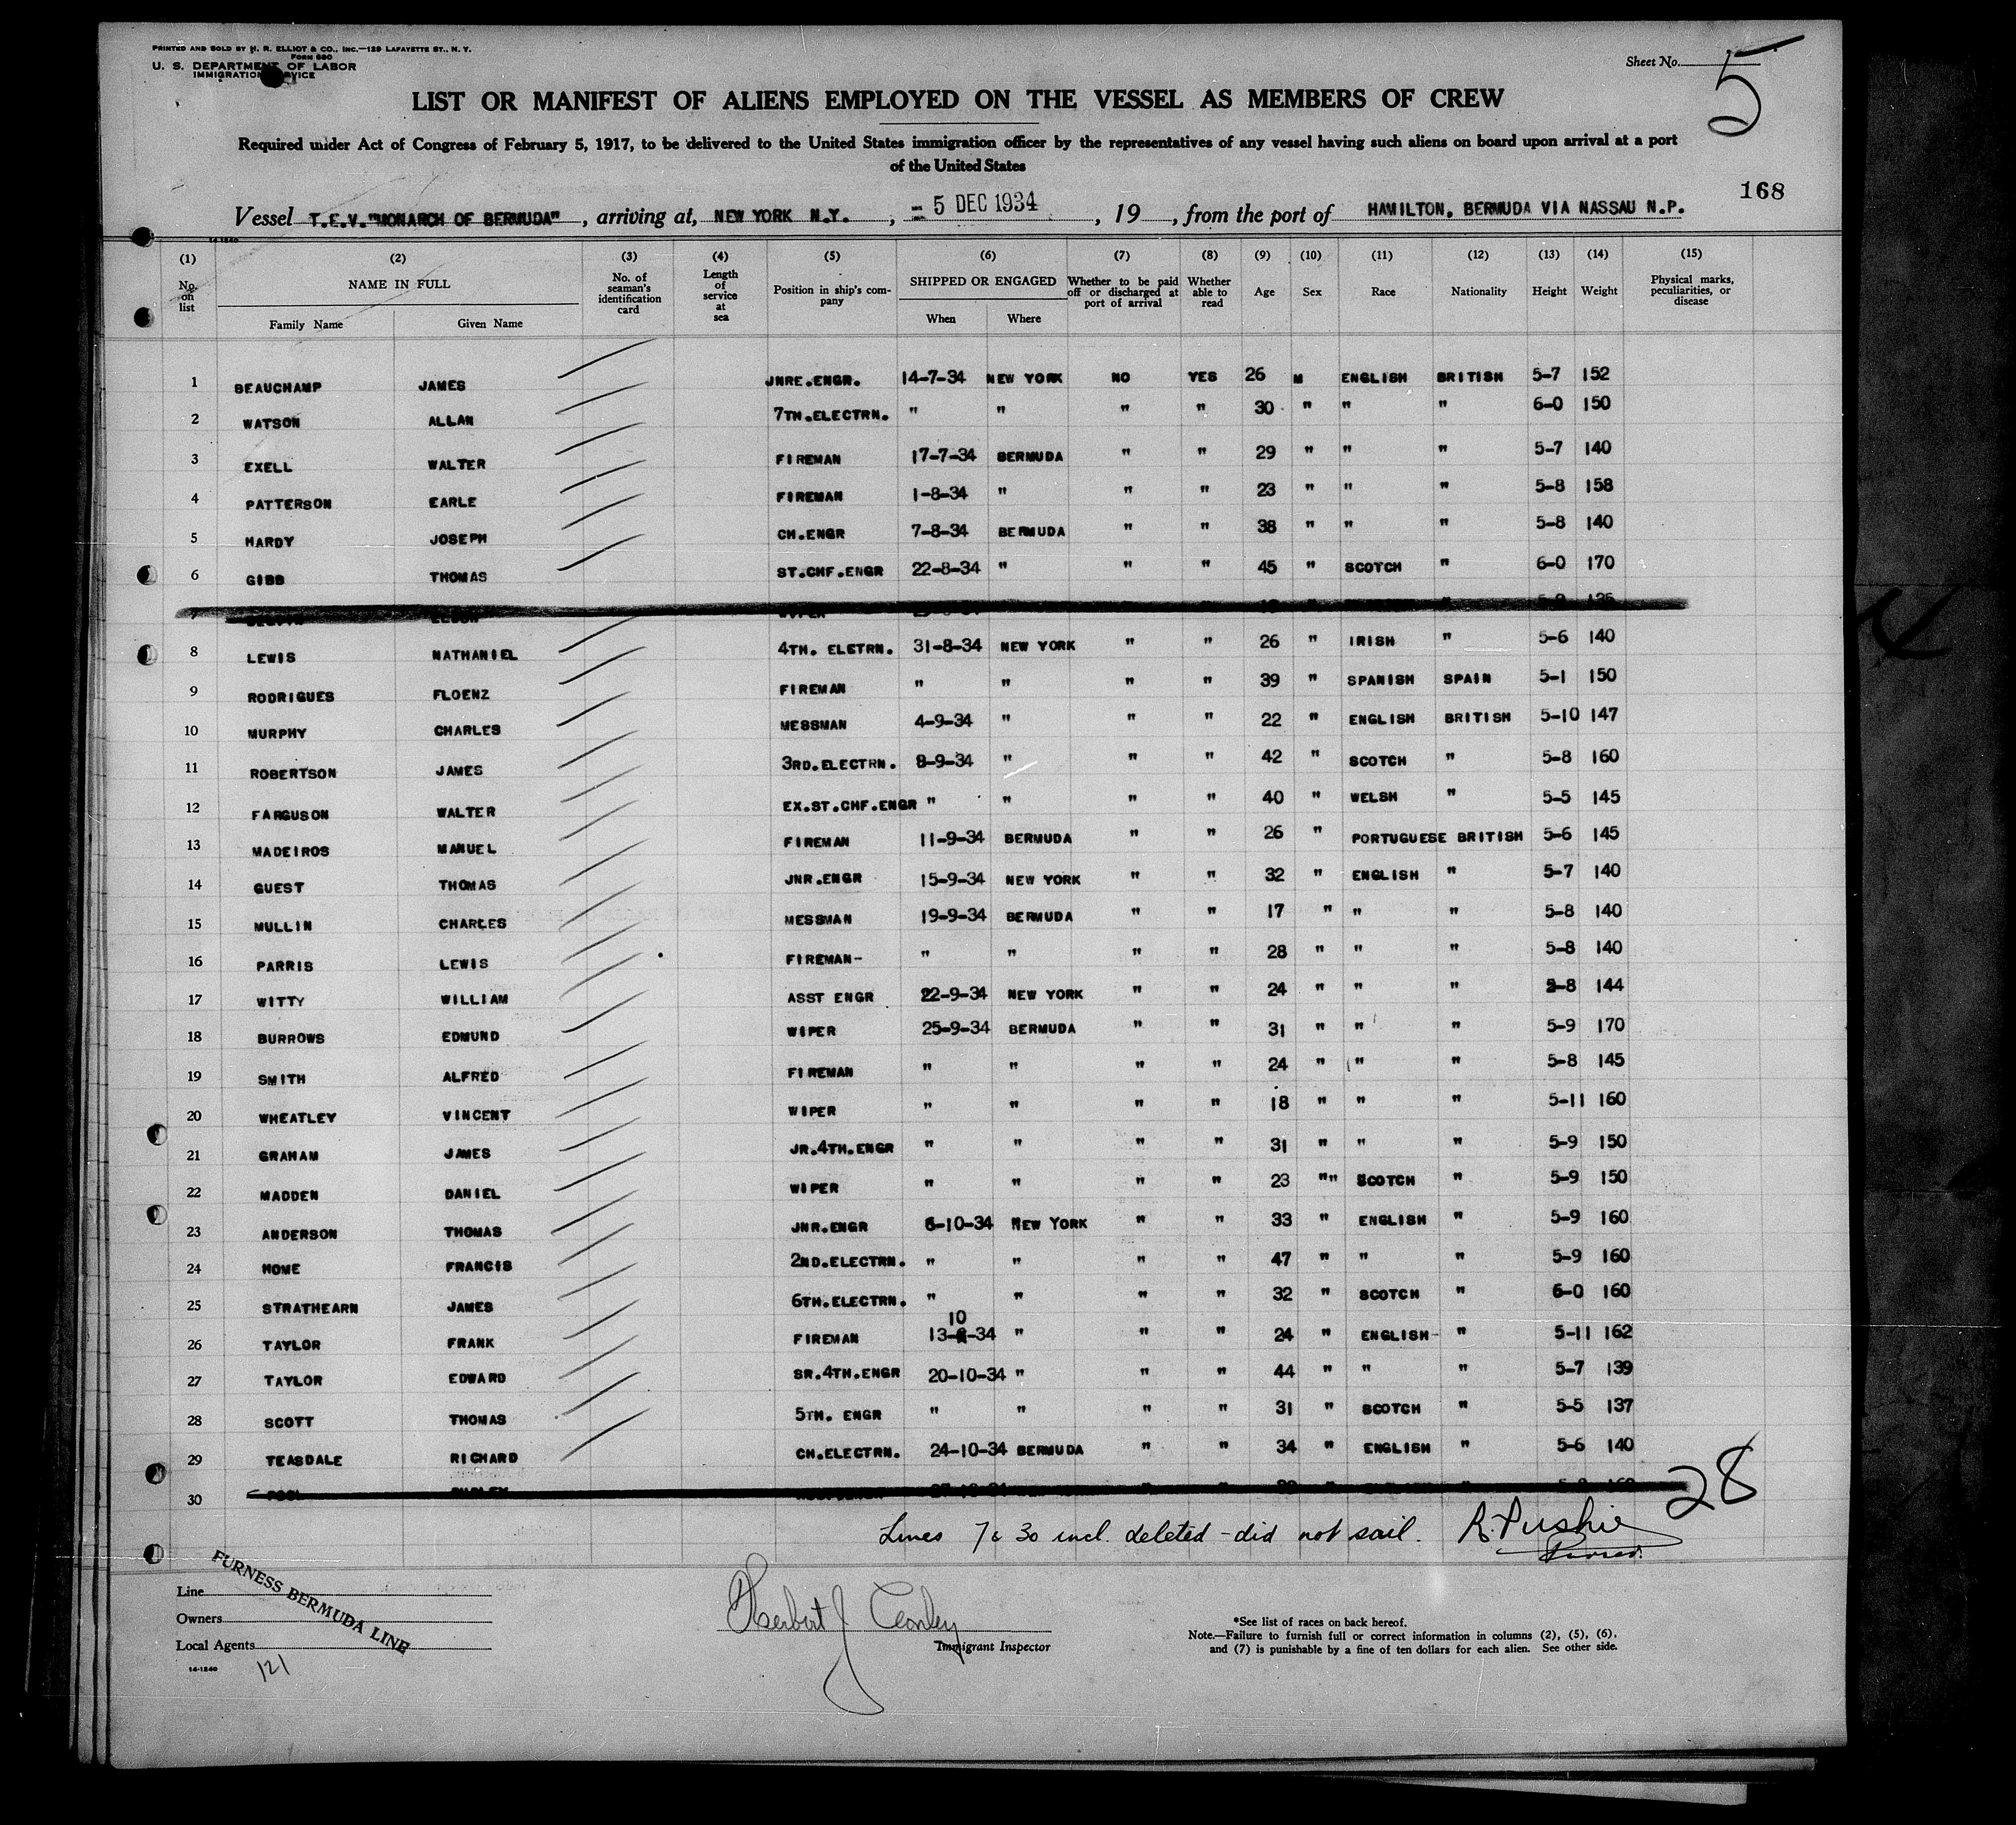 PRINTED AND SOLD BY H. R. ELLIOT & CO., INC.—129 LAFAYETTE ST., N. Y.
FORM 680
U. S. DEPARTMENT OF LABOR
IMMIGRATION SERVICE
Sheet No. 5
LIST OR MANIFEST OF ALIENS EMPLOYED ON THE VESSEL AS MEMBERS OF CREW
Required under Act of Congress of February 5, 1917, to be delivered to the United States immigration officer by the representatives of any vessel having such aliens on board upon arrival at a port
of the United States
168
Vessel T.E.V."MONARCH OF BERMUDA", arriving at, NEW YORK N.Y., - 5 DEC 1934, 19, from the port of HAMILTON, BERMUDA VIA NASSAU N.P.
14-1240
(1) (2) (3) (4) (5) (6) (7) (8) (9) (10) (11) (12) (13) (14) (15)
No. on list NAME IN FULL Family Name Given Name No. of seaman's identification card Length of service at sea Position in ship's company SHIPPED OR ENGAGED When Where Whether to be paid off or discharged at port of arrival Whether able to read Age Sex Race Nationality Height Weight Physical marks, peculiarities, or disease
1 BEAUCHAMP JAMES JNRE.ENGR. 14-7-34 NEW YORK NO YES 26 M ENGLISH BRITISH 5-7 152
2 WATSON ALLAN 7TH.ELECTRN. " " " " 30 " " " 6-0 150
3 EXELL WALTER FIREMAN 17-7-34 BERMUDA " " 29 " " " 5-7 140
4 PATTERSON EARLE FIREMAN 1-8-34 " " " 23 " " " 5-8 158
5 HARDY JOSEPH CH.ENGR 7-8-34 BERMUDA " " 38 " " " 5-8 140
6 GIBB THOMAS ST.CHF.ENGR 22-8-34 " " " 45 " SCOTCH " 6-0 170
7
8 LEWIS NATHANIEL 4TH. ELCTRN. 31-8-34 NEW YORK " " 26 " IRISH " 5-6 140
9 RODRIGUES FLOENZ FIREMAN " " " " 39 " SPANISH SPAIN 5-1 150
10 MURPHY CHARLES MESSMAN 4-9-34 " " " 22 " ENGLISH BRITISH 5-10 147
11 ROBERTSON JAMES 3RD.ELECTRN. 8-9-34 " " " 42 " SCOTCH " 5-8 160
12 FARGUSON WALTER EX.ST.CHF.ENGR " " " " 40 " WELSH " 5-5 145
13 MADEIROS MANUEL FIREMAN 11-9-34 BERMUDA " " 26 " PORTUGUESE BRITISH 5-6 145
14 GUEST THOMAS JNR.ENGR 15-9-34 NEW YORK " " 32 " ENGLISH " 5-7 140
15 MULLIN CHARLES MESSMAN 19-9-34 BERMUDA " " 17 " " " 5-8 140
16 PARRIS LEWIS FIREMAN- " " " " 28 " " " 5-8 140
17 WITTY WILLIAM ASST ENGR 22-9-34 NEW YORK " " 24 " " " -8 144
18 BURROWS EDMUND WIPER 25-9-34 BERMUDA " " 31 " " " 5-9 170
19 SMITH ALFRED FIREMAN " " " " 24 " " " 5-8 145
20 WHEATLEY VINCENT WIPER " " " " 18 " " " 5-11 160
21 GRAHAM JAMES JR.4TH.ENGR " " " " 31 " " " 5-9 150
22 MADDEN DANIEL WIPER " " " " 23 "" SCOTCH " 5-9 150
23 ANDERSON THOMAS JNR.ENGR 6-10-34 NEW YORK " " 33 " ENGLISH " 5-9 160
24 HOME FRANCIS 2ND.ELECTRN. " " " " 47 " " " 5-9 160
25 STRATHEARN JAMES 6TH.ELECTRN. " " " " 32 " SCOTCH " 6-0 160
26 TAYLOR FRANK FIREMAN 13-10-34 " " " 24 " ENGLISH- " 5-11 162
27 TAYLOR EDWARD SR.4TH.ENGR 20-10-34 " " " 44 " " " 5-7 139
28 SCOTT THOMAS 5TH. ENGR " " " " 31 " SCOTCH " 5-5 137
29 TEASDALE RICHARD CH.ELECTRN. 24-10-34 BERMUDA " " 34 " ENGLISH " 5-6 140
30
28
Lines 7 & 30 incl. deleted - did not sail. R. Pushie
Purser.
Line
Owners
Local Agents
FURNESS BERMUDA LINE
14-1240
121
Herbert J Conley
Immigrant Inspector
*See list of races on back hereof.
Note.—Failure to furnish full or correct information in columns (2), (5), (6),
and (7) is punishable by a fine of ten dollars for each alien. See other side.